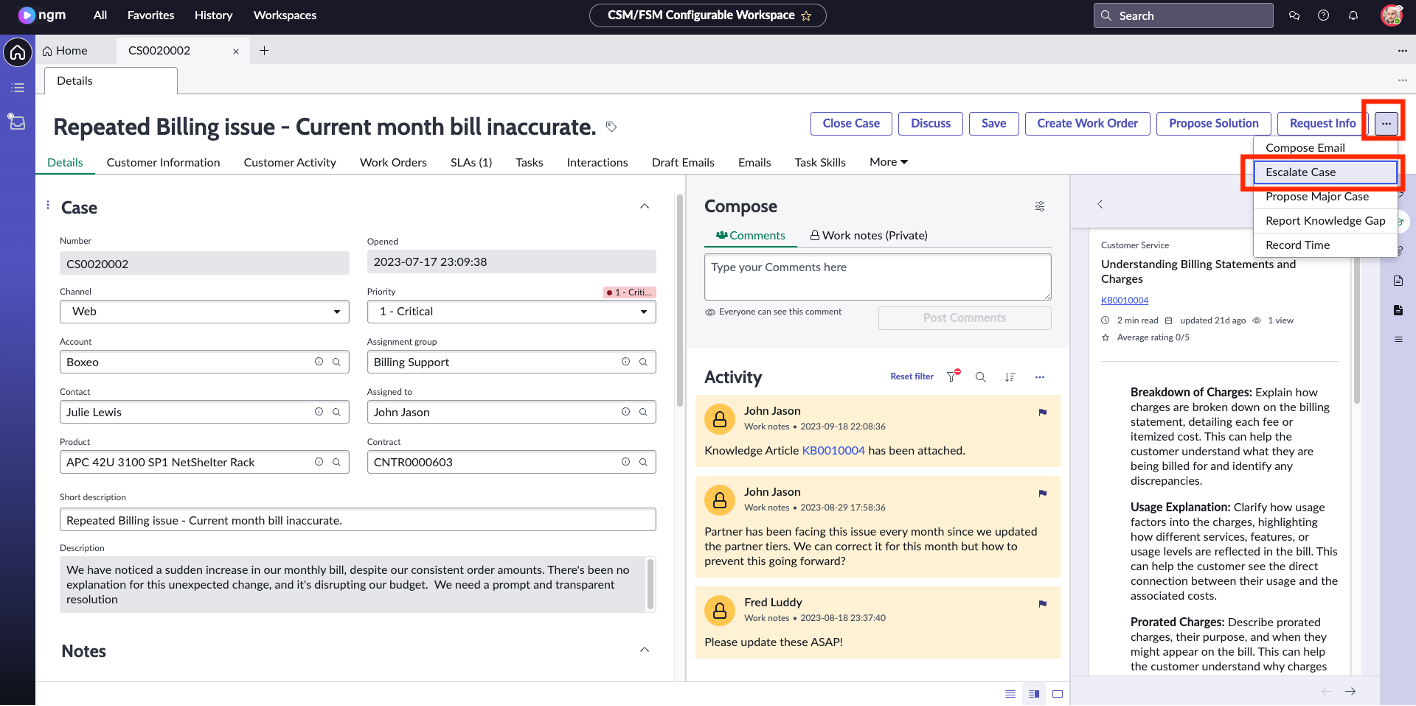 ngm
All
Favorites
History
Workspaces
CSM/FSM Configurable Workspace
Search
Home
CS0020002
Details
Repeated Billing issue - Current month bill inaccurate.
Close Case
Discuss
Save
Create Work Order
Propose Solution
Request Info
Compose Email
Escalate Case
Propose Major Case
Report Knowledge Gap
Record Time
Details
Customer Information
Customer Activity
Work Orders
SLAs (1)
Tasks
Interactions
Draft Emails
Emails
Task Skills
More
Case
Number
CS0020002
Opened
2023-07-17 23:09:38
Channel
Web
Priority
1 - Criti...
1 - Critical
Account
Boxeo
Assignment group
Billing Support
Contact
Julie Lewis
Assigned to
John Jason
Product
APC 42U 3100 SP1 NetShelter Rack
Contract
CNTR0000603
Short description
Repeated Billing issue - Current month bill inaccurate.
Description
We have noticed a sudden increase in our monthly bill, despite our consistent order amounts. There's been no
explanation for this unexpected change, and it's disrupting our budget. We need a prompt and transparent
resolution
Notes
Compose
Comments
Work notes (Private)
Type your Comments here
Everyone can see this comment
Post Comments
Activity
Reset filter
John Jason
Work notes • 2023-09-18 22:08:36
Knowledge Article KB0010004 has been attached.
John Jason
Work notes • 2023-08-29 17:58:36
Partner has been facing this issue every month since we updated
the partner tiers. We can correct it for this month but how to
prevent this going forward?
Fred Luddy
Work notes • 2023-08-18 23:37:40
Please update these ASAP!
Customer Service
Understanding Billing Statements and
Charges
KB0010004
2 min read
updated 21d ago
1 view
Average rating 0/5
Breakdown of Charges: Explain how
charges are broken down on the billing
statement, detailing each fee or
itemized cost. This can help the
customer understand what they are
being billed for and identify any
discrepancies.
Usage Explanation: Clarify how usage
factors into the charges, highlighting
how different services, features, or
usage levels are reflected in the bill. This
can help the customer see the direct
connection between their usage and the
associated costs.
Prorated Charges: Describe prorated
charges, their purpose, and when they
might appear on the bill. This can help
the customer understand why charges